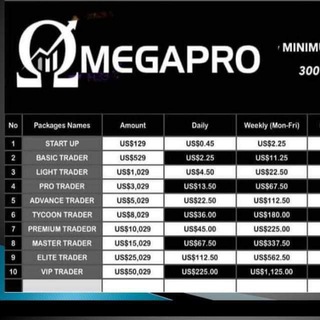 ΩMEGAPRO
MINIMU
300
No Packages Names Amount Daily Weekly (Mon-Fri)
1 START UP US$129 US$0.45 US$2.25
2 BASIC TRADER US$529 US$2.25 US$11.25
3 LIGHT TRADER US$1,029 US$4.50 US$22.50
4 PRO TRADER US$3,029 US$13.50 US$67.50
5 ADVANCE TRADER US$5,029 US$22.50 US$112.50
6 TYCOON TRADER US$8,029 US$36.00 US$180.00
7 PREMIUM TRADEDR US$10,029 US$45.00 US$225.00
8 MASTER TRADER US$15,029 US$67.50 US$337.50
9 ELITE TRADER US$25,029 US$112.50 US$562.50
10 VIP TRADER US$50,029 US$225.00 US$1,125.00